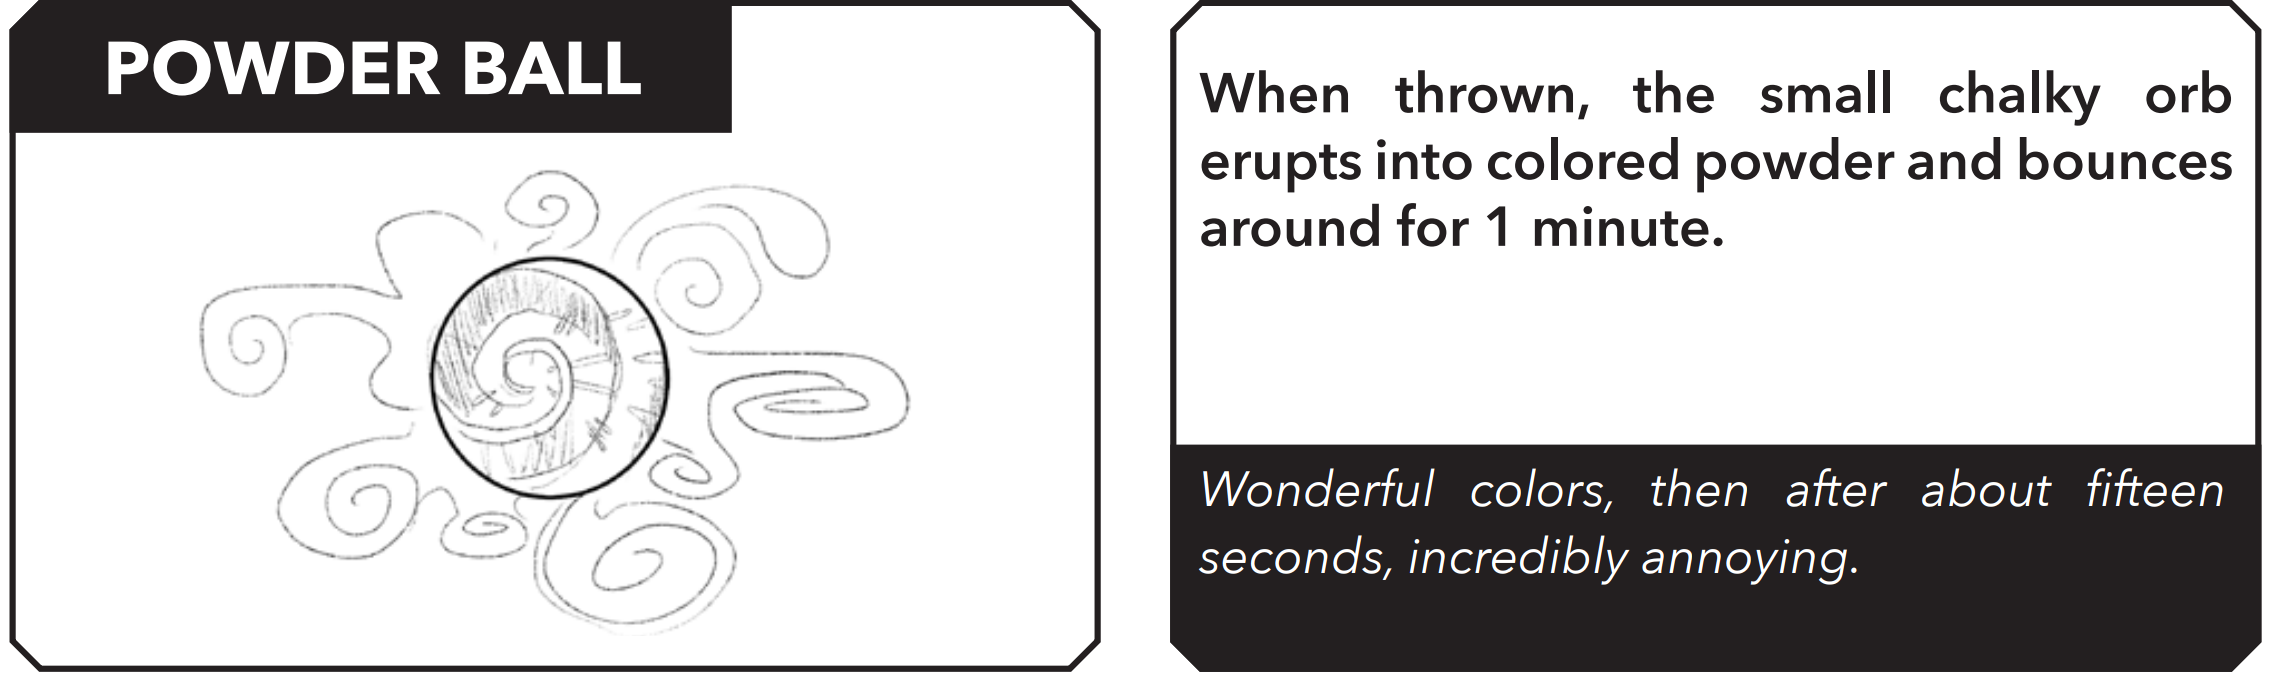 POWDER BALL
When thrown, the small chalky orb
erupts into colored powder and bounces
around for 1 minute.
Wonderful colors, then after about fifteen
seconds, incredibly annoying.